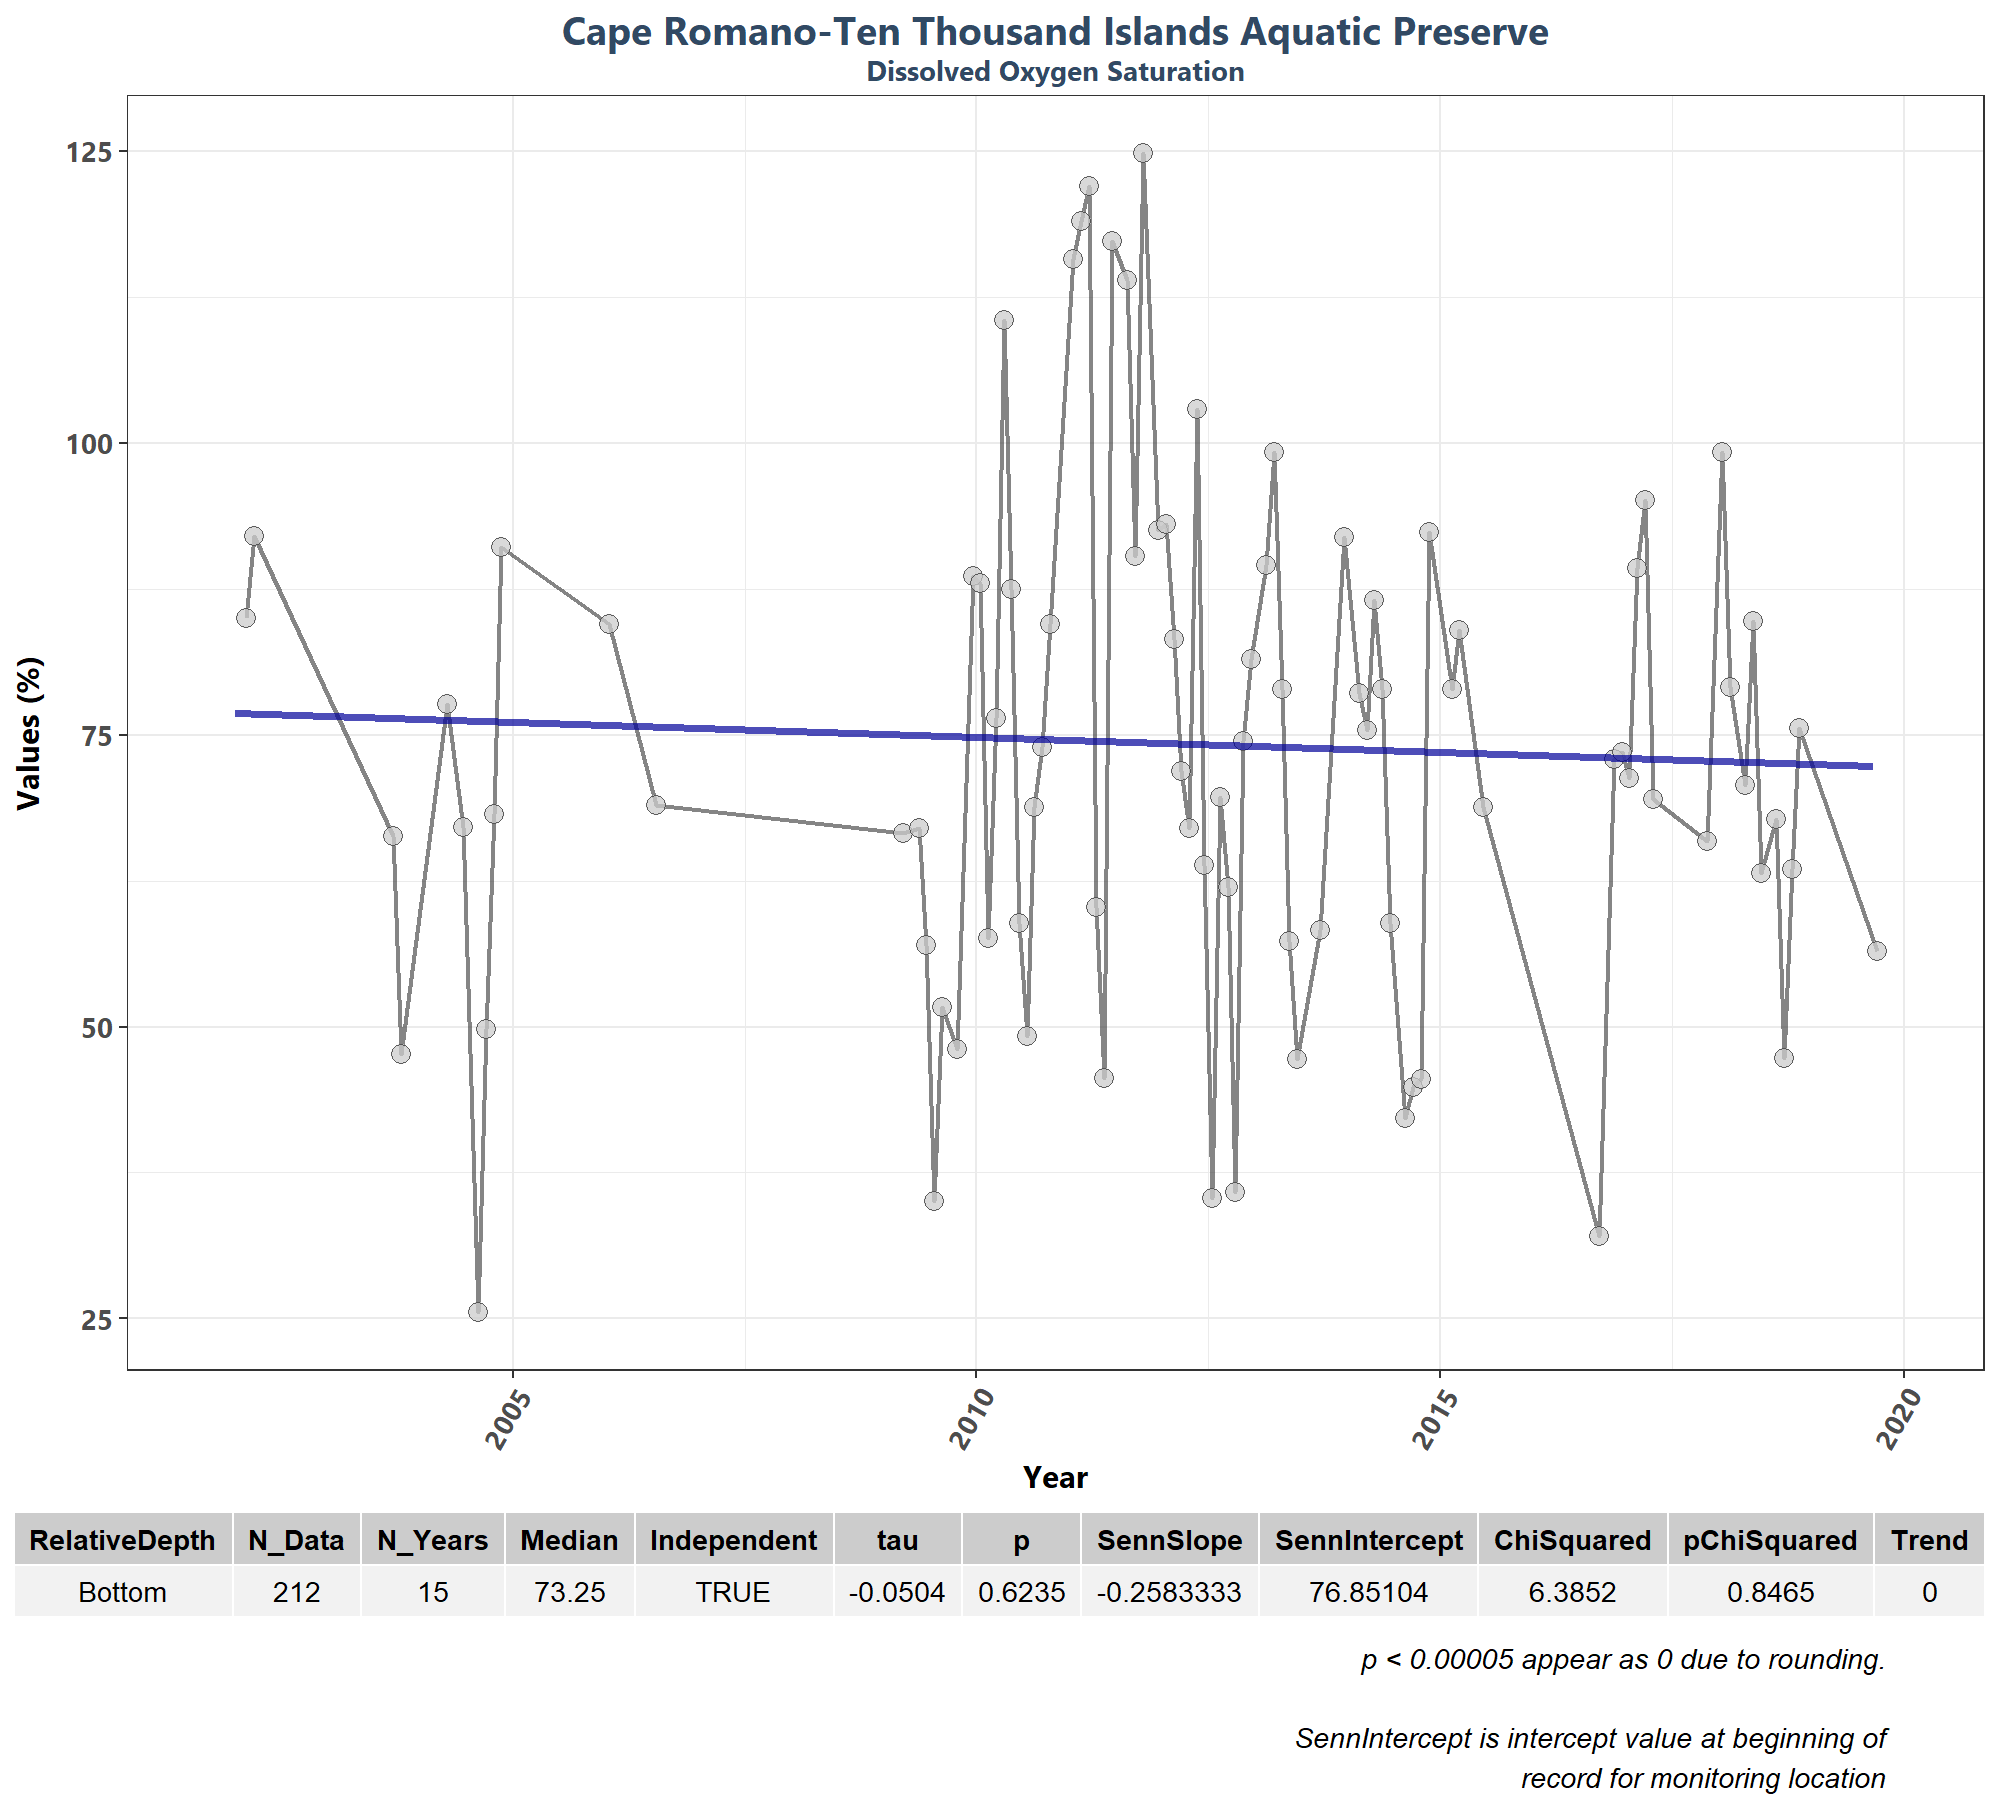 Cape Romano-Ten Thousand Islands Aquatic Preserve
Dissolved Oxygen Saturation
125
100
75
50
25
Values (%)
2005
2010
2015
2020
Year
RelativeDepth N_Data N_Years Median Independent tau p SennSlope SennIntercept ChiSquared pChiSquared Trend
Bottom 212 15 73.25 TRUE -0.0504 0.6235 -0.2583333 76.85104 6.3852 0.8465 0
p < 0.00005 appear as 0 due to rounding.
SennIntercept is intercept value at beginning of
record for monitoring location